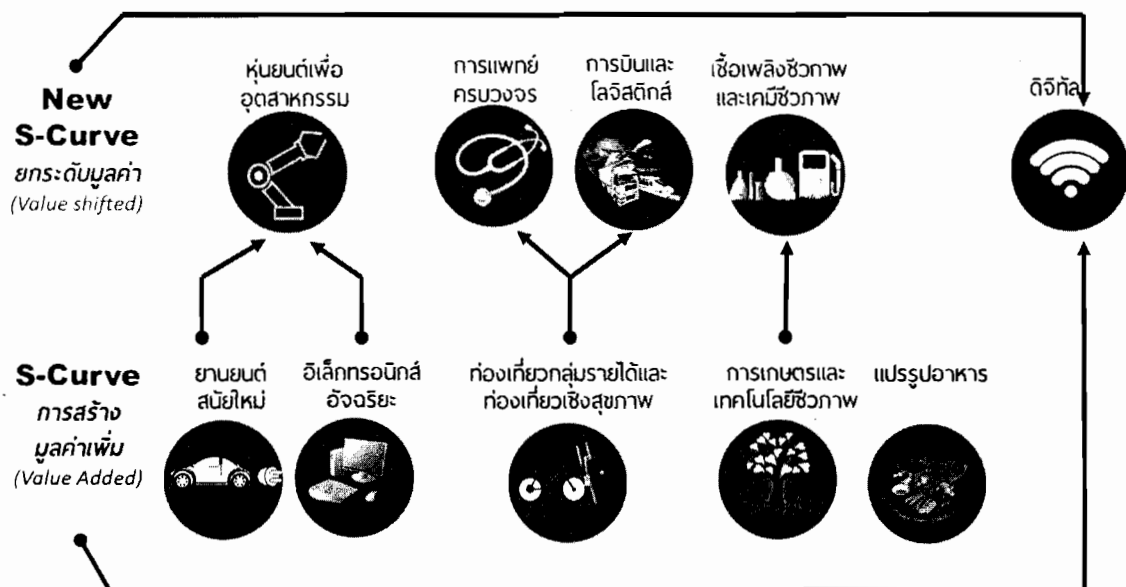 New
S-Curve
ยกระดับมูลค่า
(Value shifted)
หุ่นยนต์เพื่อ
อุตสาหกรรม
การแพทย์
ครบวงจร
การบินและ
โลจิสติกส์
เชื้อเพลิงชีวภาพ
และเคมีชีวภาพ
ดิจิทัล
S-Curve
การสร้าง
มูลค่าเพิ่ม
(Value Added)
ยานยนต์
สมัยใหม่
อิเล็กทรอนิกส์
อัจฉริยะ
ท่องเที่ยวกลุ่มรายได้และ
ท่องเที่ยวเชิงสุขภาพ
การเกษตรและ
เทคโนโลยีชีวภาพ
แปรรูปอาหาร